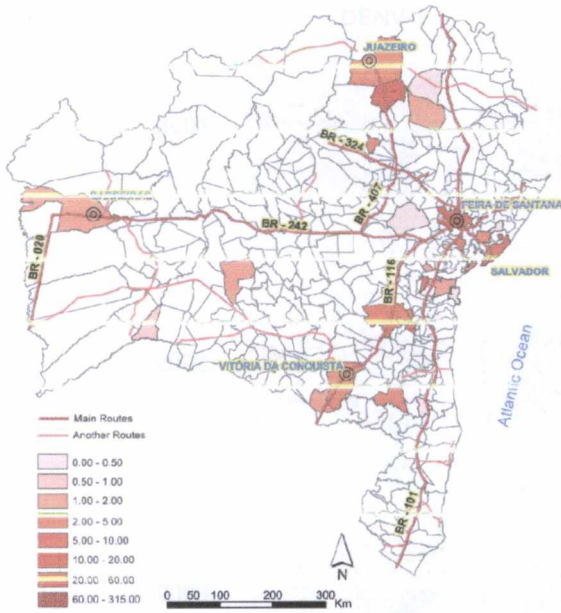 JUAZEIRO
BR - 324
BR - 407
FEIRA DE SANTANA
BR - 242
BR - 020
BR - 116
SALVADOR
VITÓRIA DA CONQUISTA
Atlantic Ocean
BR - 101
Main Routes
Another Routes
0.00 - 0.50
0.50 - 1.00
1.00 - 2.00
2.00 - 5.00
5.00 - 10.00
10.00 - 20.00
20.00 - 60.00
60.00 - 315.00
N
0 50 100 200 300
Km